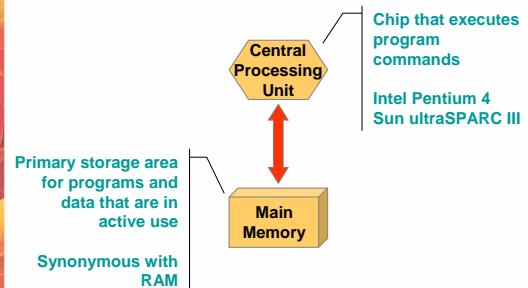 Central
Processing
Unit
Chip that executes
program
commands
Intel Pentium 4
Sun ultraSPARC III
Primary storage area
for programs and
data that are in
active use
Synonymous with
RAM
Main
Memory